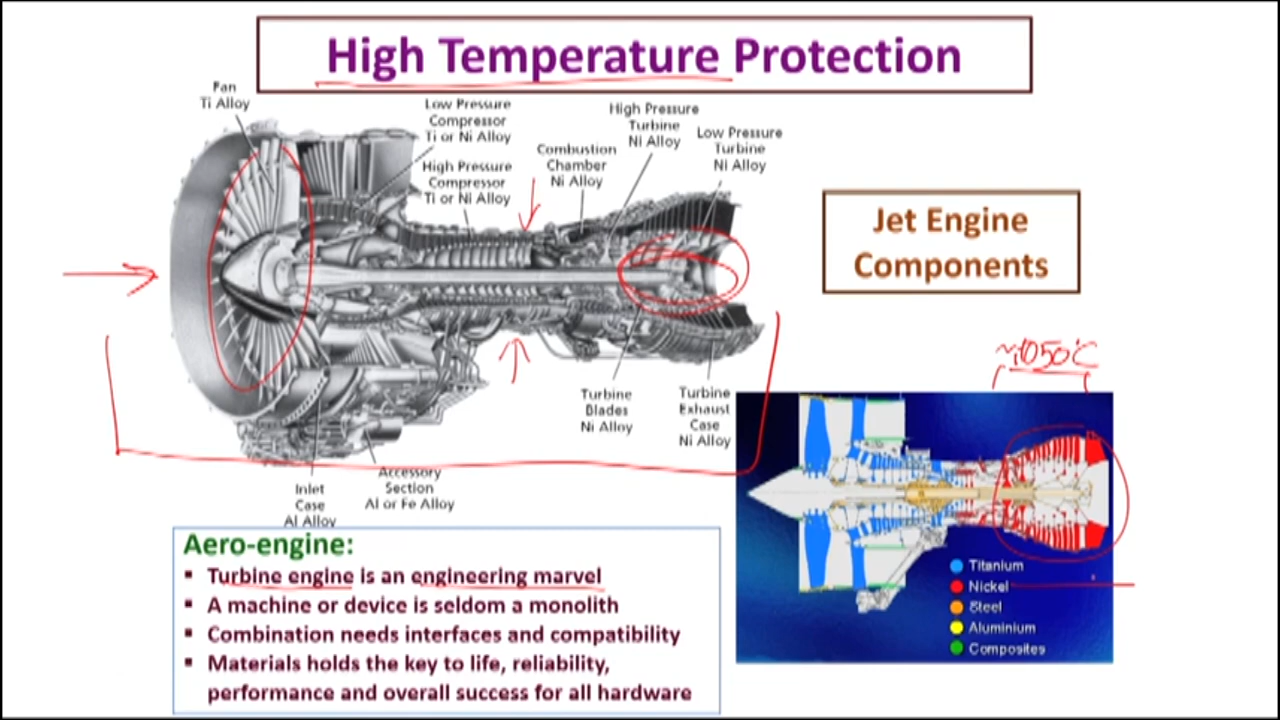 High Temperature Protection
Fan
Ti Alloy
Low Pressure
Compressor
Ti or Ni Alloy
High Pressure
Compressor
Ti or Ni Alloy
Combustion
Chamber
Ni Alloy
High Pressure
Turbine
Ni Alloy
Low Pressure
Turbine
Ni Alloy
Jet Engine
Components
~1050°C
Turbine
Blades
Ni Alloy
Turbine
Exhaust
Case
Ni Alloy
Inlet
Case
Al Alloy
Accessory
Section
Al or Fe Alloy
Aero-engine:
▪ Turbine engine is an engineering marvel
▪ A machine or device is seldom a monolith
▪ Combination needs interfaces and compatibility
▪ Materials holds the key to life, reliability,
performance and overall success for all hardware
Titanium
Nickel
Steel
Aluminium
Composites